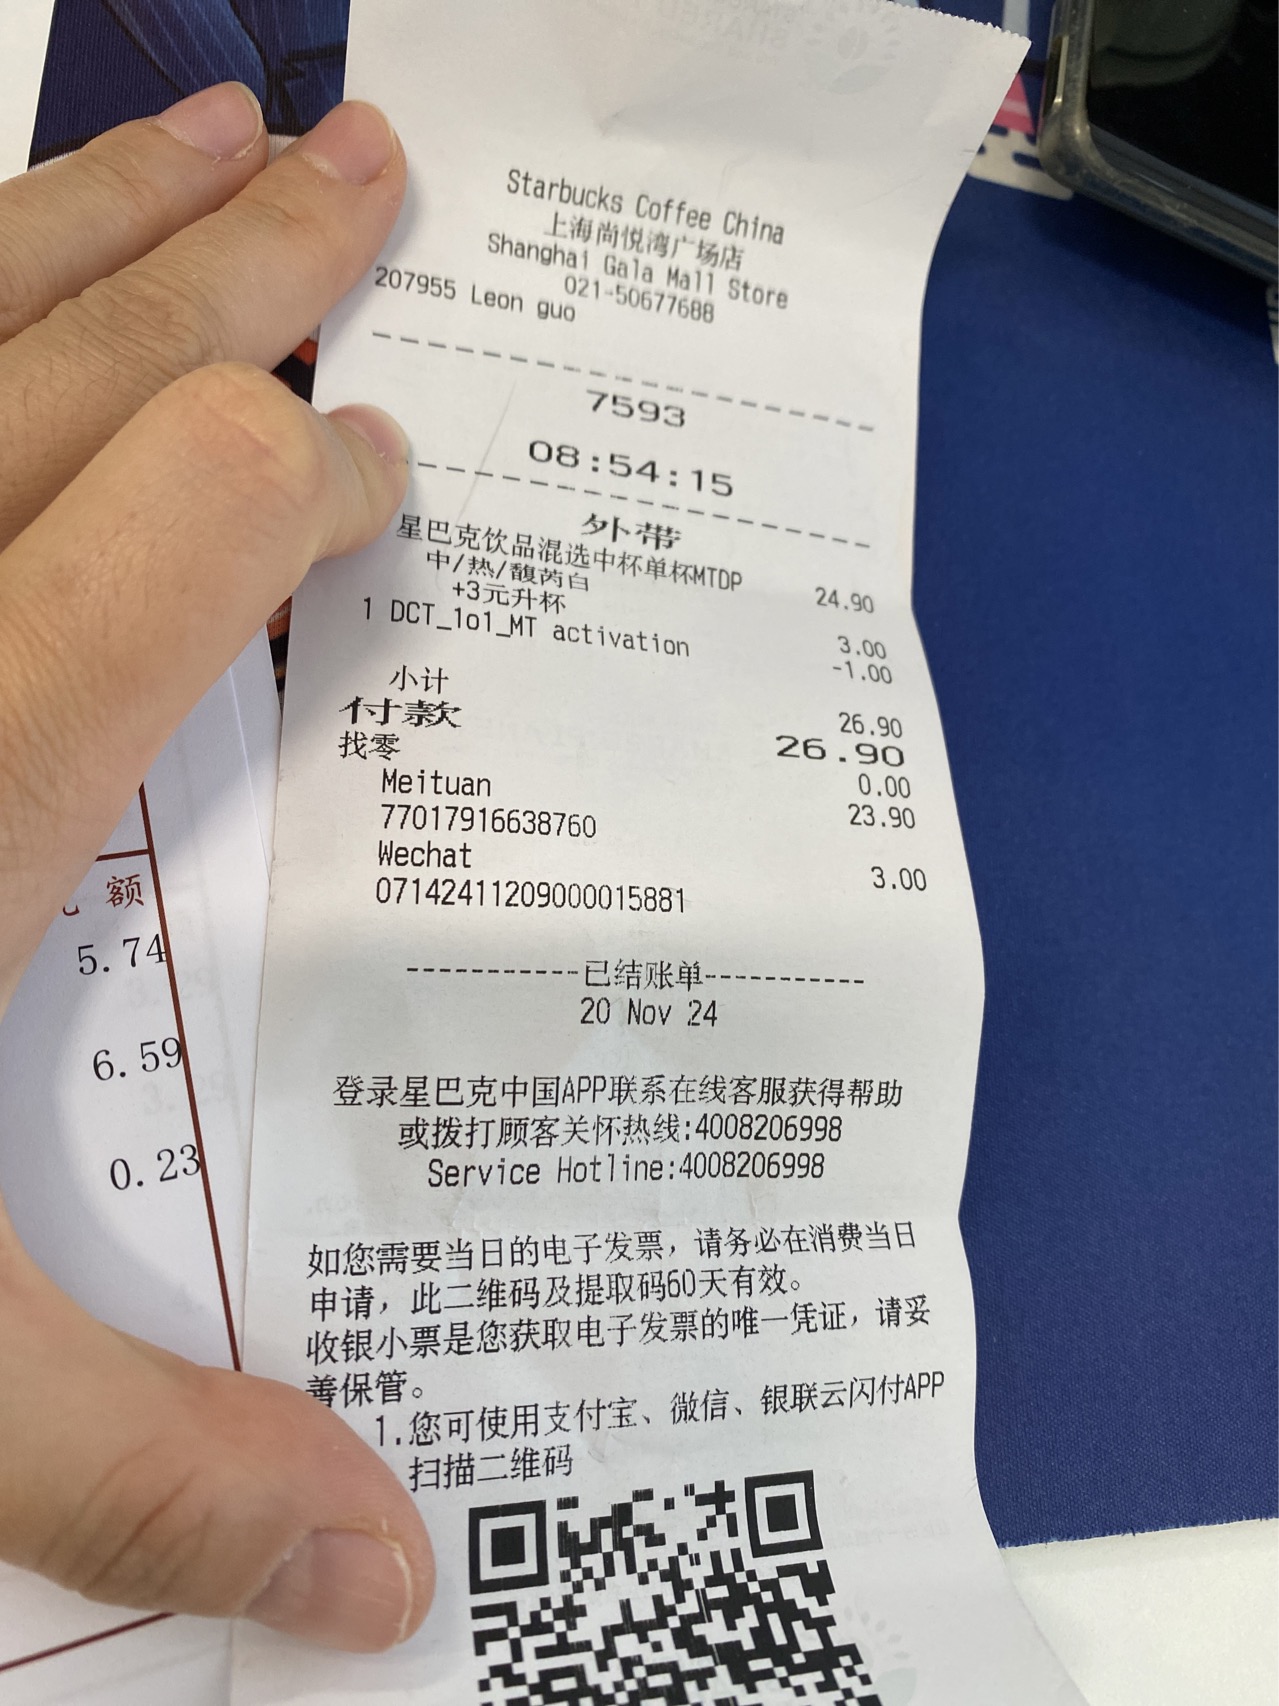 Starbucks Coffee China
上海尚悦湾广场店
Shanghai Gala Mall Store
021-50677688
207955 Leon guo
7593
08:54:15
外带
星巴克饮品混选中杯单杯MTDP 24.90
中/热/馥芮白
+3元升杯 3.00
1 DCT_1o1_MT activation -1.00
小计 26.90
付款 26.90
找零 0.00
Meituan 23.90
77017916638760
Wechat 3.00
07142411209000015881
-----------已结账单-----------
20 Nov 24
登录星巴克中国APP联系在线客服获得帮助
或拨打顾客关怀热线:4008206998
Service Hotline:4008206998
如您需要当日的电子发票，请务必在消费当日
申请，此二维码及提取码60天有效。
收银小票是您获取电子发票的唯一凭证，请妥
善保管。
1.您可使用支付宝、微信、银联云闪付APP
扫描二维码
额
5.74
6.59
0.23